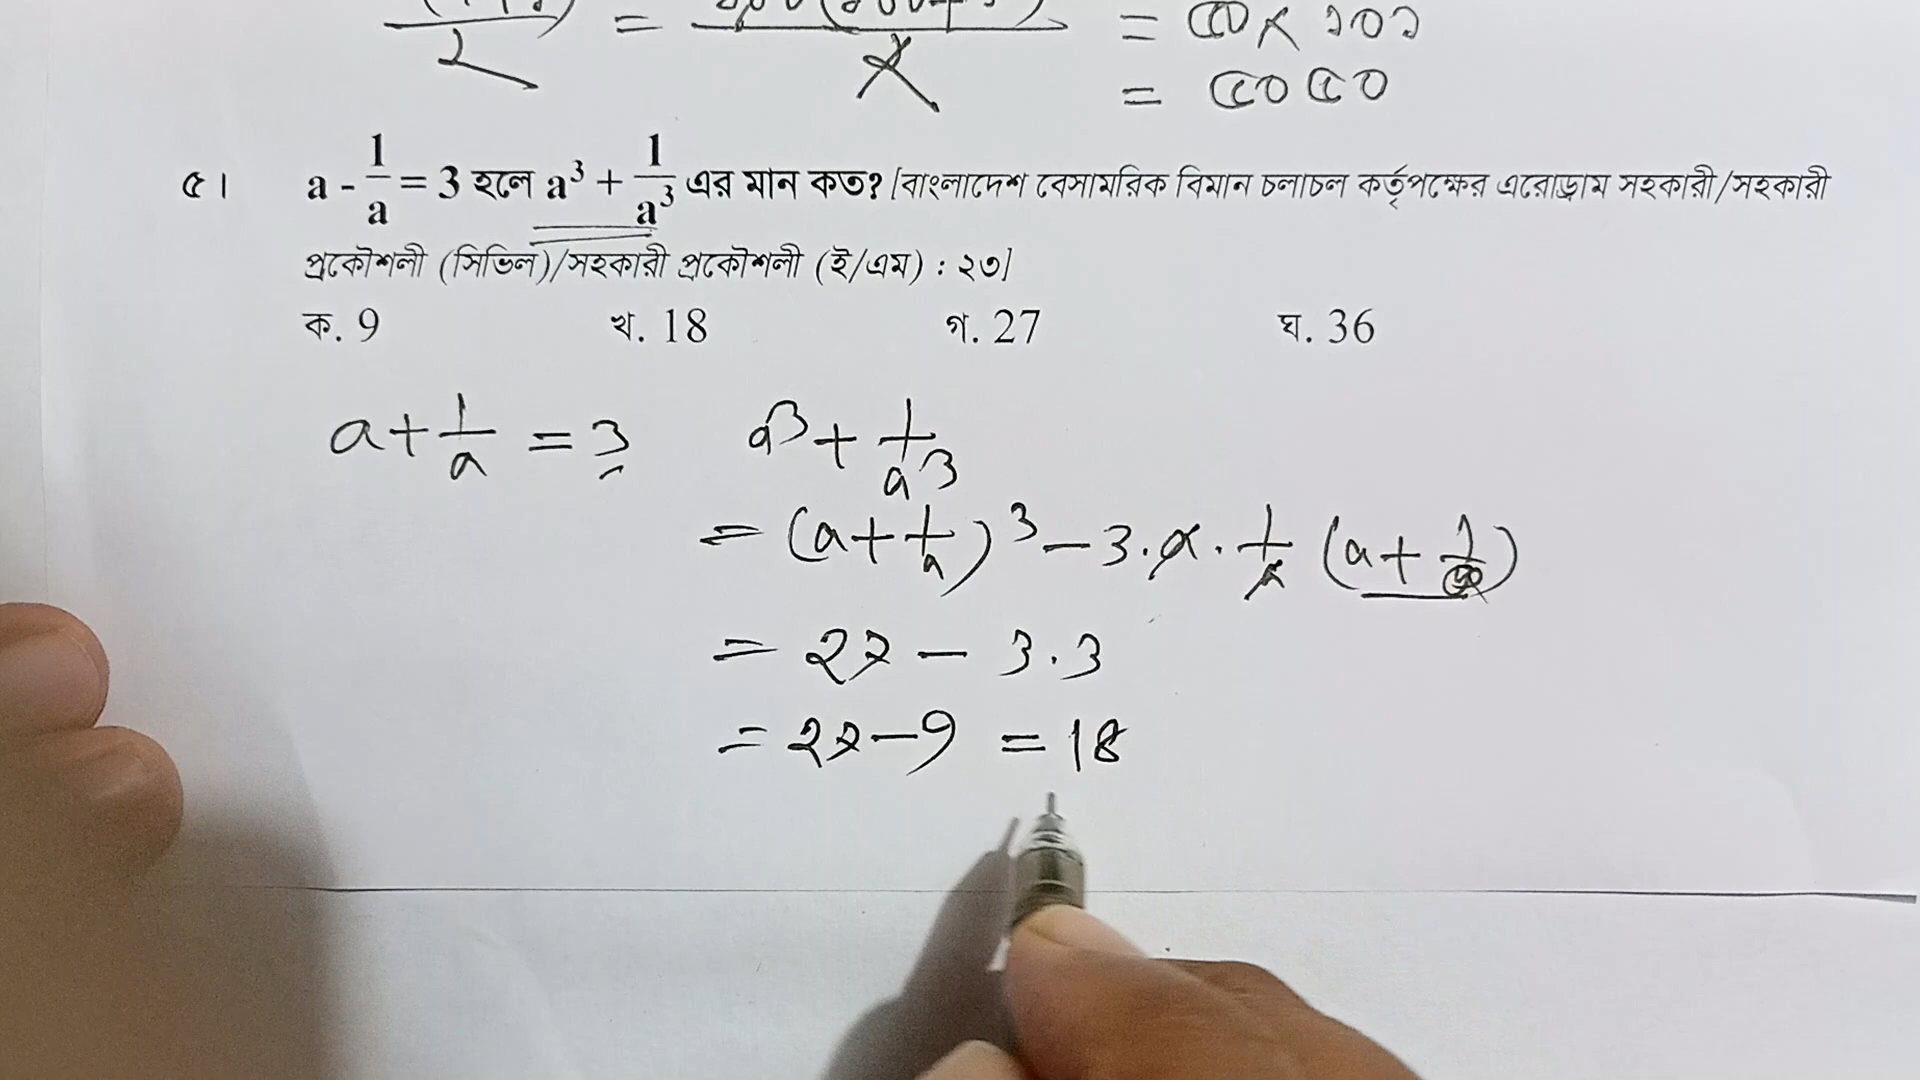 ২ = ২ = ৫০×১০১
= ৫০৫০
৫। a - 1/a = 3 হলে a³ + 1/a³ এর মান কত? [বাংলাদেশ বেসামরিক বিমান চলাচল কর্তৃপক্ষের এরোড্রাম সহকারী/সহকারী
প্রকৌশলী (সিভিল)/সহকারী প্রকৌশলী (ই/এম) : ২৩]
ক. 9 খ. 18 গ. 27 ঘ. 36
a + 1/a = 3 a³ + 1/a³
= (a + 1/a)³ - 3 . a . 1/a (a + 1/a)
= 27 - 3 . 3
= 27 - 9 = 18